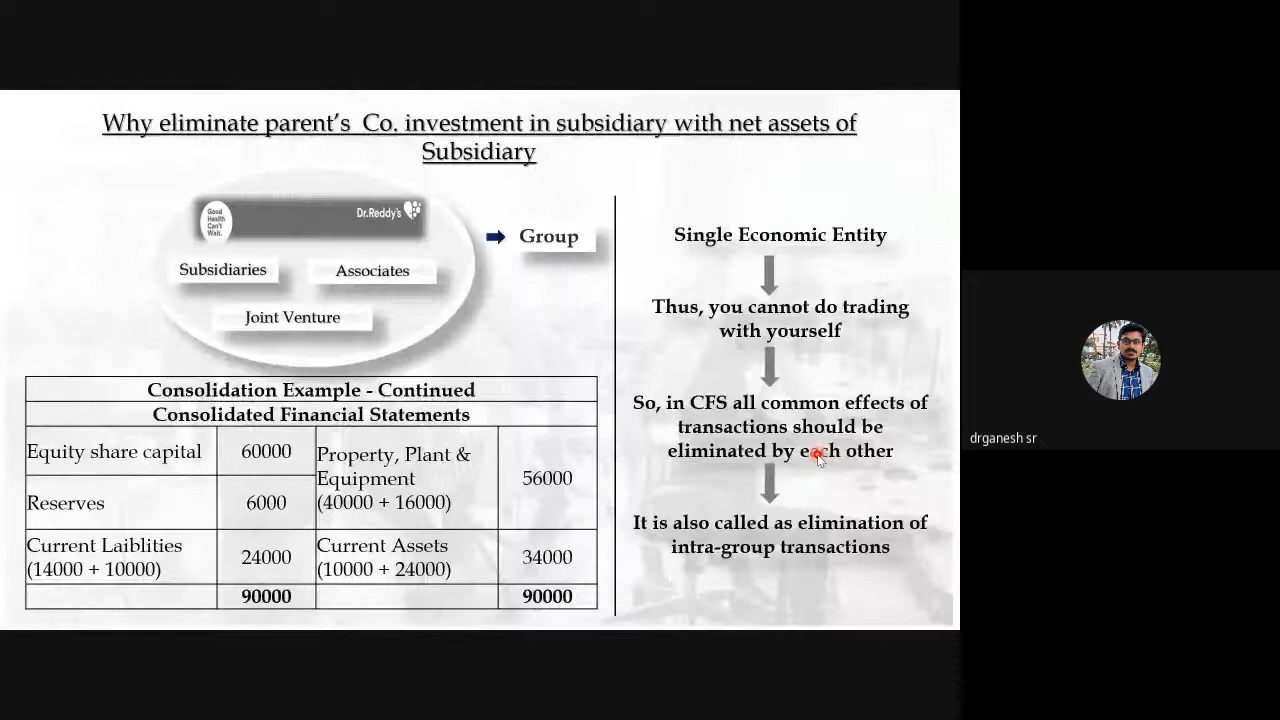 Why eliminate parent's Co. investment in subsidiary with net assets of
Subsidiary
Good
Health
Can't
Wait.
Dr.Reddy's
Group
Subsidiaries
Associates
Joint Venture
Consolidation Example - Continued
Consolidated Financial Statements
Equity share capital
60000
Property, Plant &
Equipment
(40000 + 16000)
56000
Reserves
6000
Current Laiblities
(14000 + 10000)
24000
Current Assets
(10000 + 24000)
34000
90000
90000
Single Economic Entity
Thus, you cannot do trading
with yourself
So, in CFS all common effects of
transactions should be
eliminated by each other
It is also called as elimination of
intra-group transactions
drganesh sr